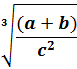 ∛((a + b)/c²)